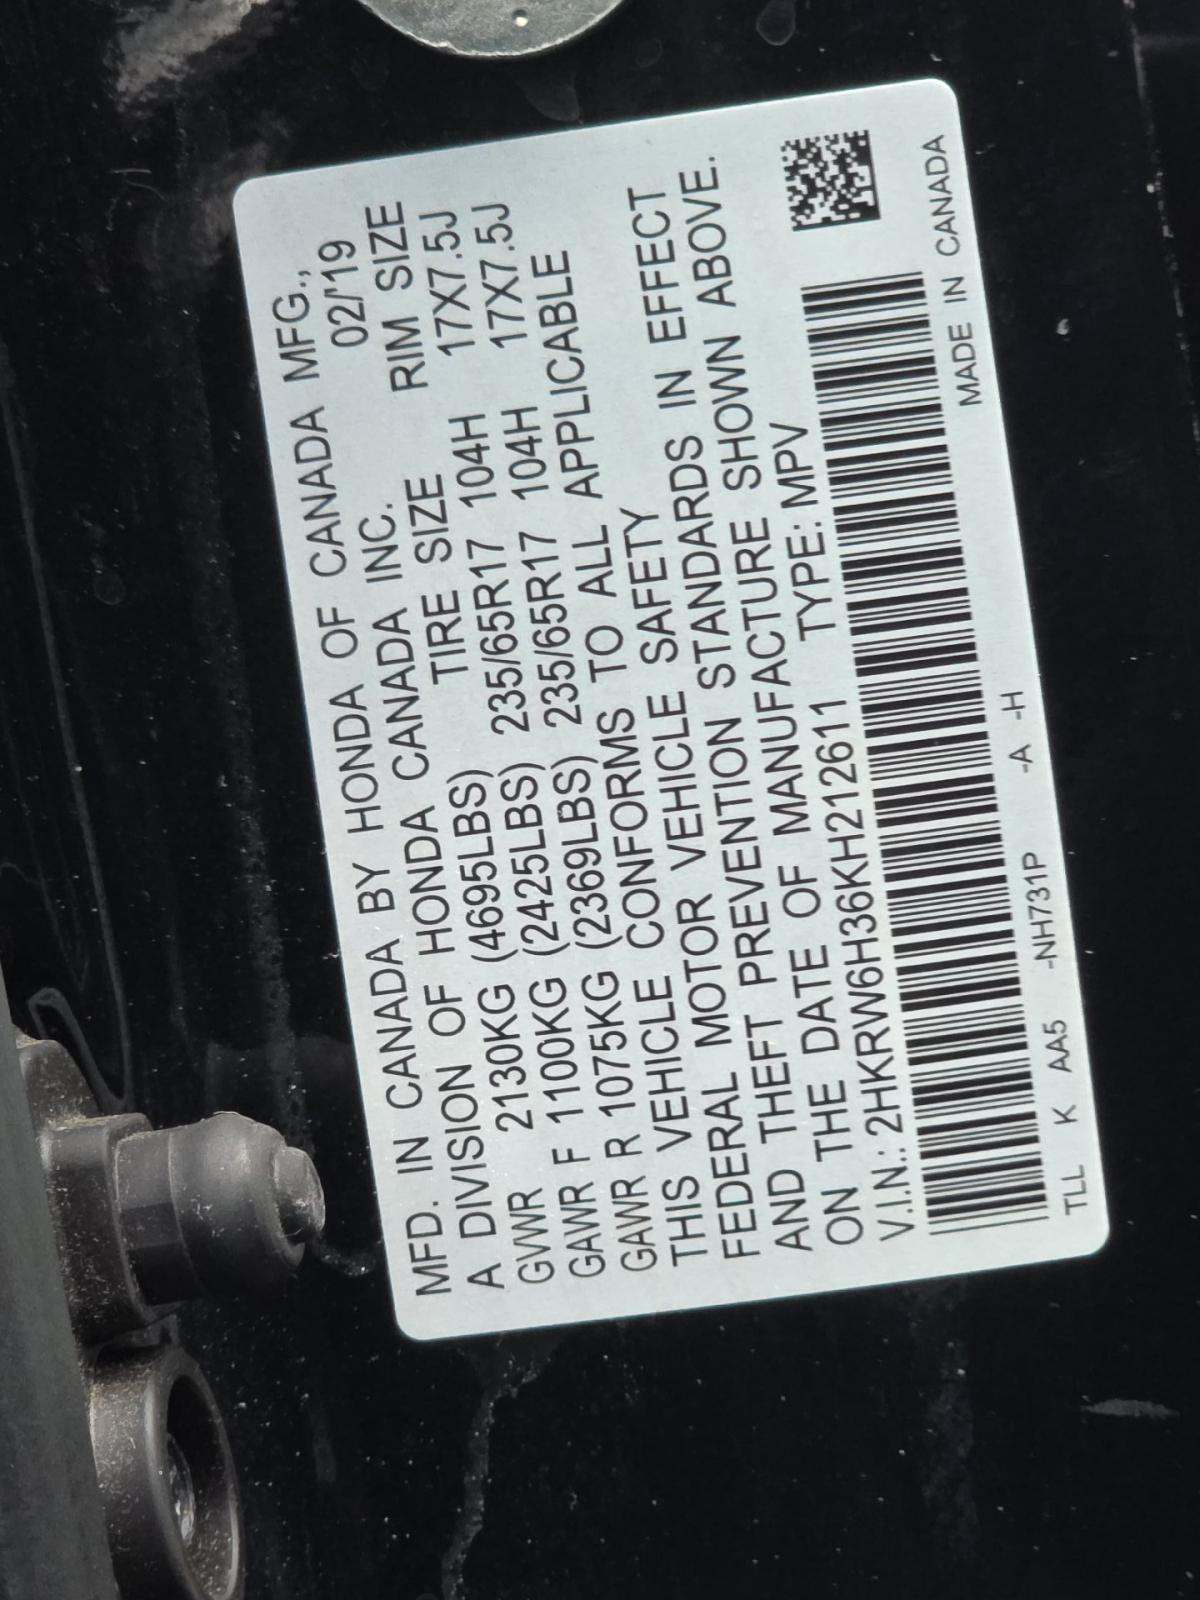 MFD. IN CANADA BY HONDA OF CANADA MFG.,
A DIVISION OF HONDA CANADA INC. 02/'19
TIRE SIZE RIM SIZE
GVWR 2130KG (4695LBS)
GAWR F 1100KG (2425LBS) 235/65R17 104H 17X7.5J
GAWR R 1075KG (2369LBS) 235/65R17 104H 17X7.5J
THIS VEHICLE CONFORMS TO ALL APPLICABLE
FEDERAL MOTOR VEHICLE SAFETY
AND THEFT PREVENTION STANDARDS IN EFFECT
ON THE DATE OF MANUFACTURE SHOWN ABOVE.
V.I.N.: 2HKRW6H36KH212611 TYPE: MPV
TLL K AA5 -NH731P -A -H MADE IN CANADA